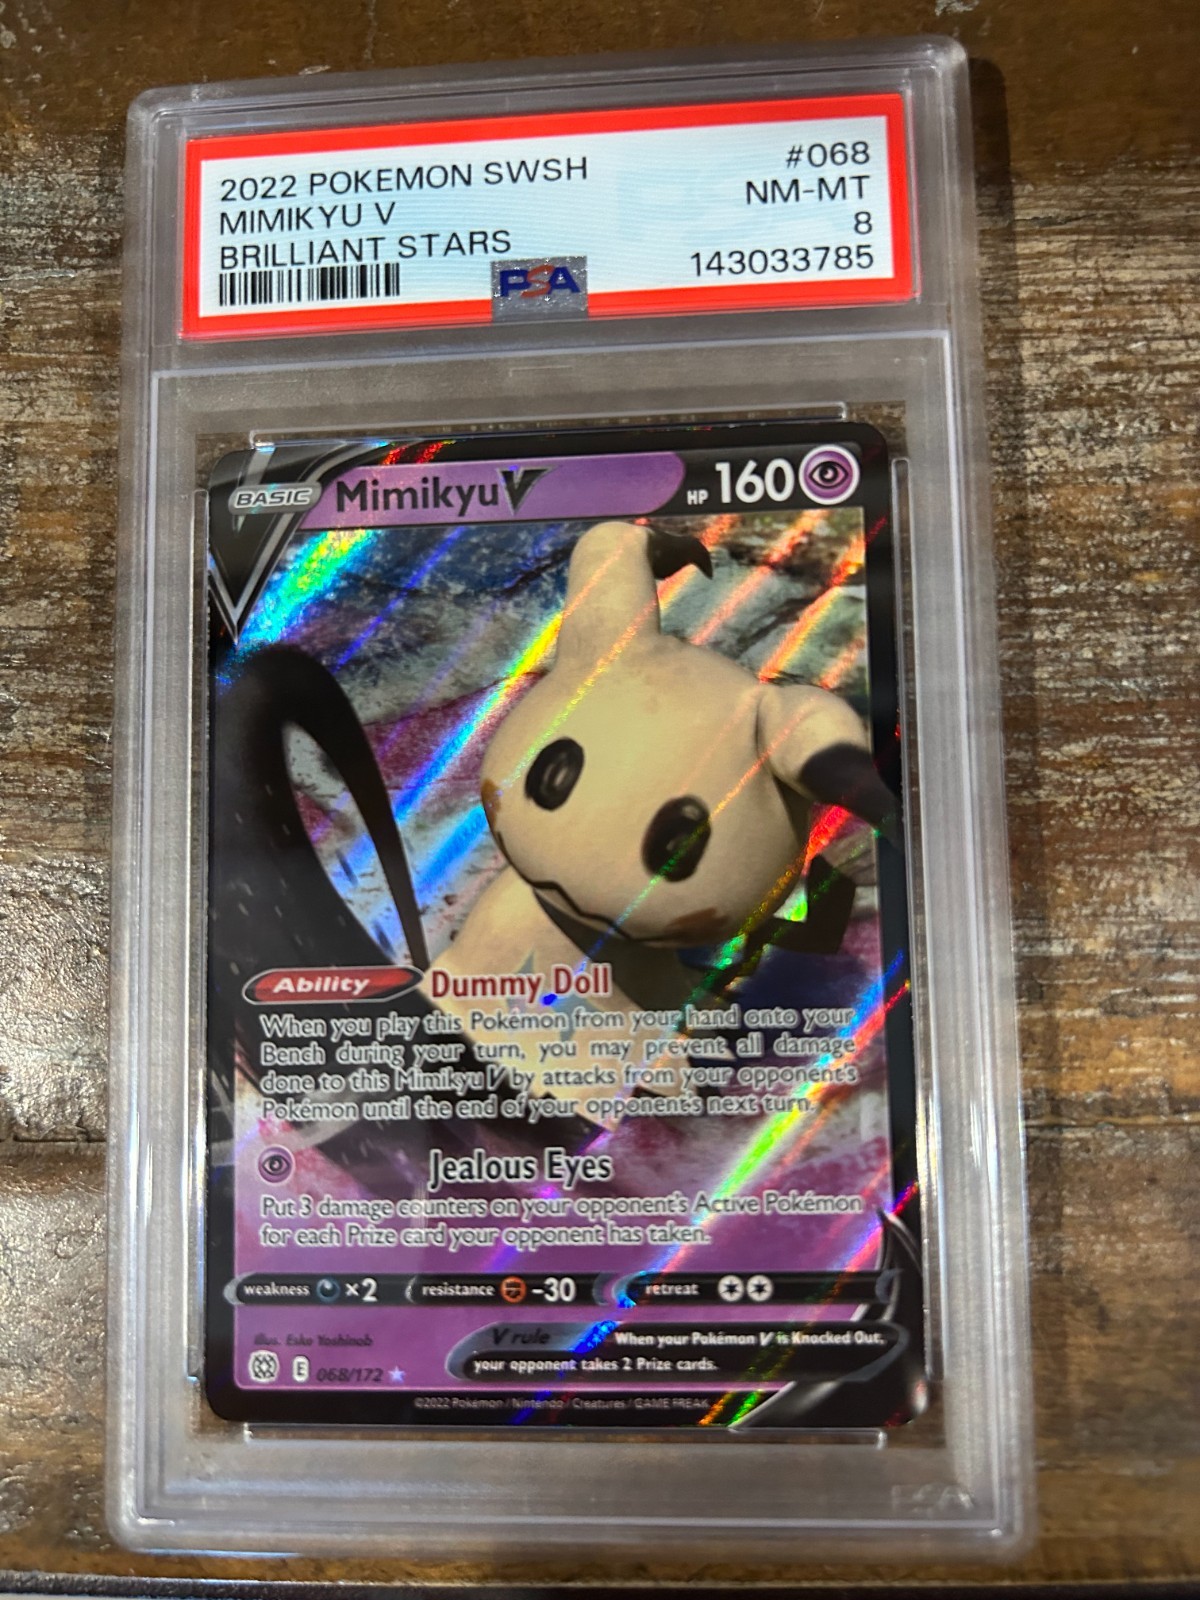 2022 POKEMON SWSH #068
MIMIKYU V NM-MT
BRILLIANT STARS 8
PSA 143033785
BASIC Mimikyu V HP 160
Ability Dummy Doll
When you play this Pokémon from your hand onto your
Bench during your turn, you may prevent all damage
done to this Mimikyu V by attacks from your opponent's
Pokémon until the end of your opponent's next turn.
Jealous Eyes
Put 3 damage counters on your opponent's Active Pokémon
for each Prize card your opponent has taken.
weakness ×2 resistance -30 retreat
Illus. Eske Yoshinob
V rule When your Pokémon V is Knocked Out,
your opponent takes 2 Prize cards.
E 068/172
©2022 Pokémon / Nintendo / Creatures / GAME FREAK
PSA